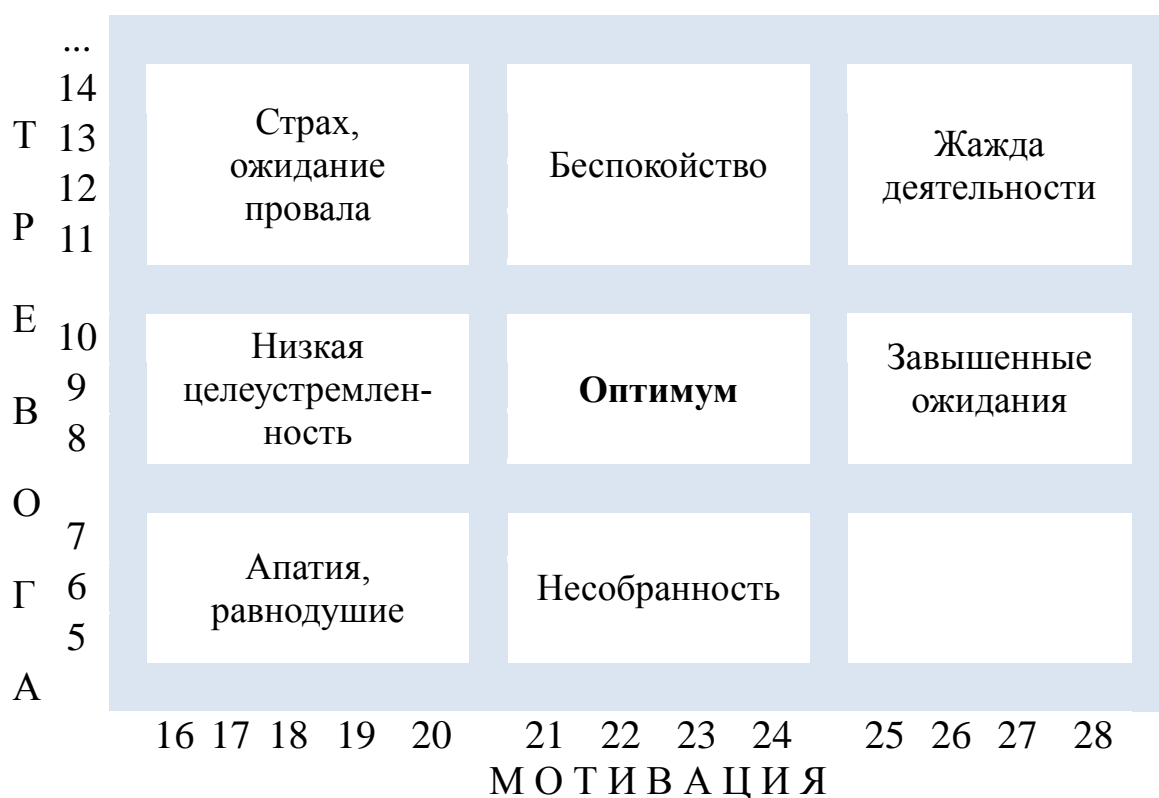 ...
14
Т 13
12
Р 11
Е 10
9
В 8
О 7
Г 6
5
А
Страх,
ожидание
провала
Беспокойство
Жажда
деятельности
Низкая
целеустремлен-
ность
Оптимум
Завышенные
ожидания
Апатия,
равнодушие
Несобранность
16 17 18 19 20 21 22 23 24 25 26 27 28
М О Т И В А Ц И Я